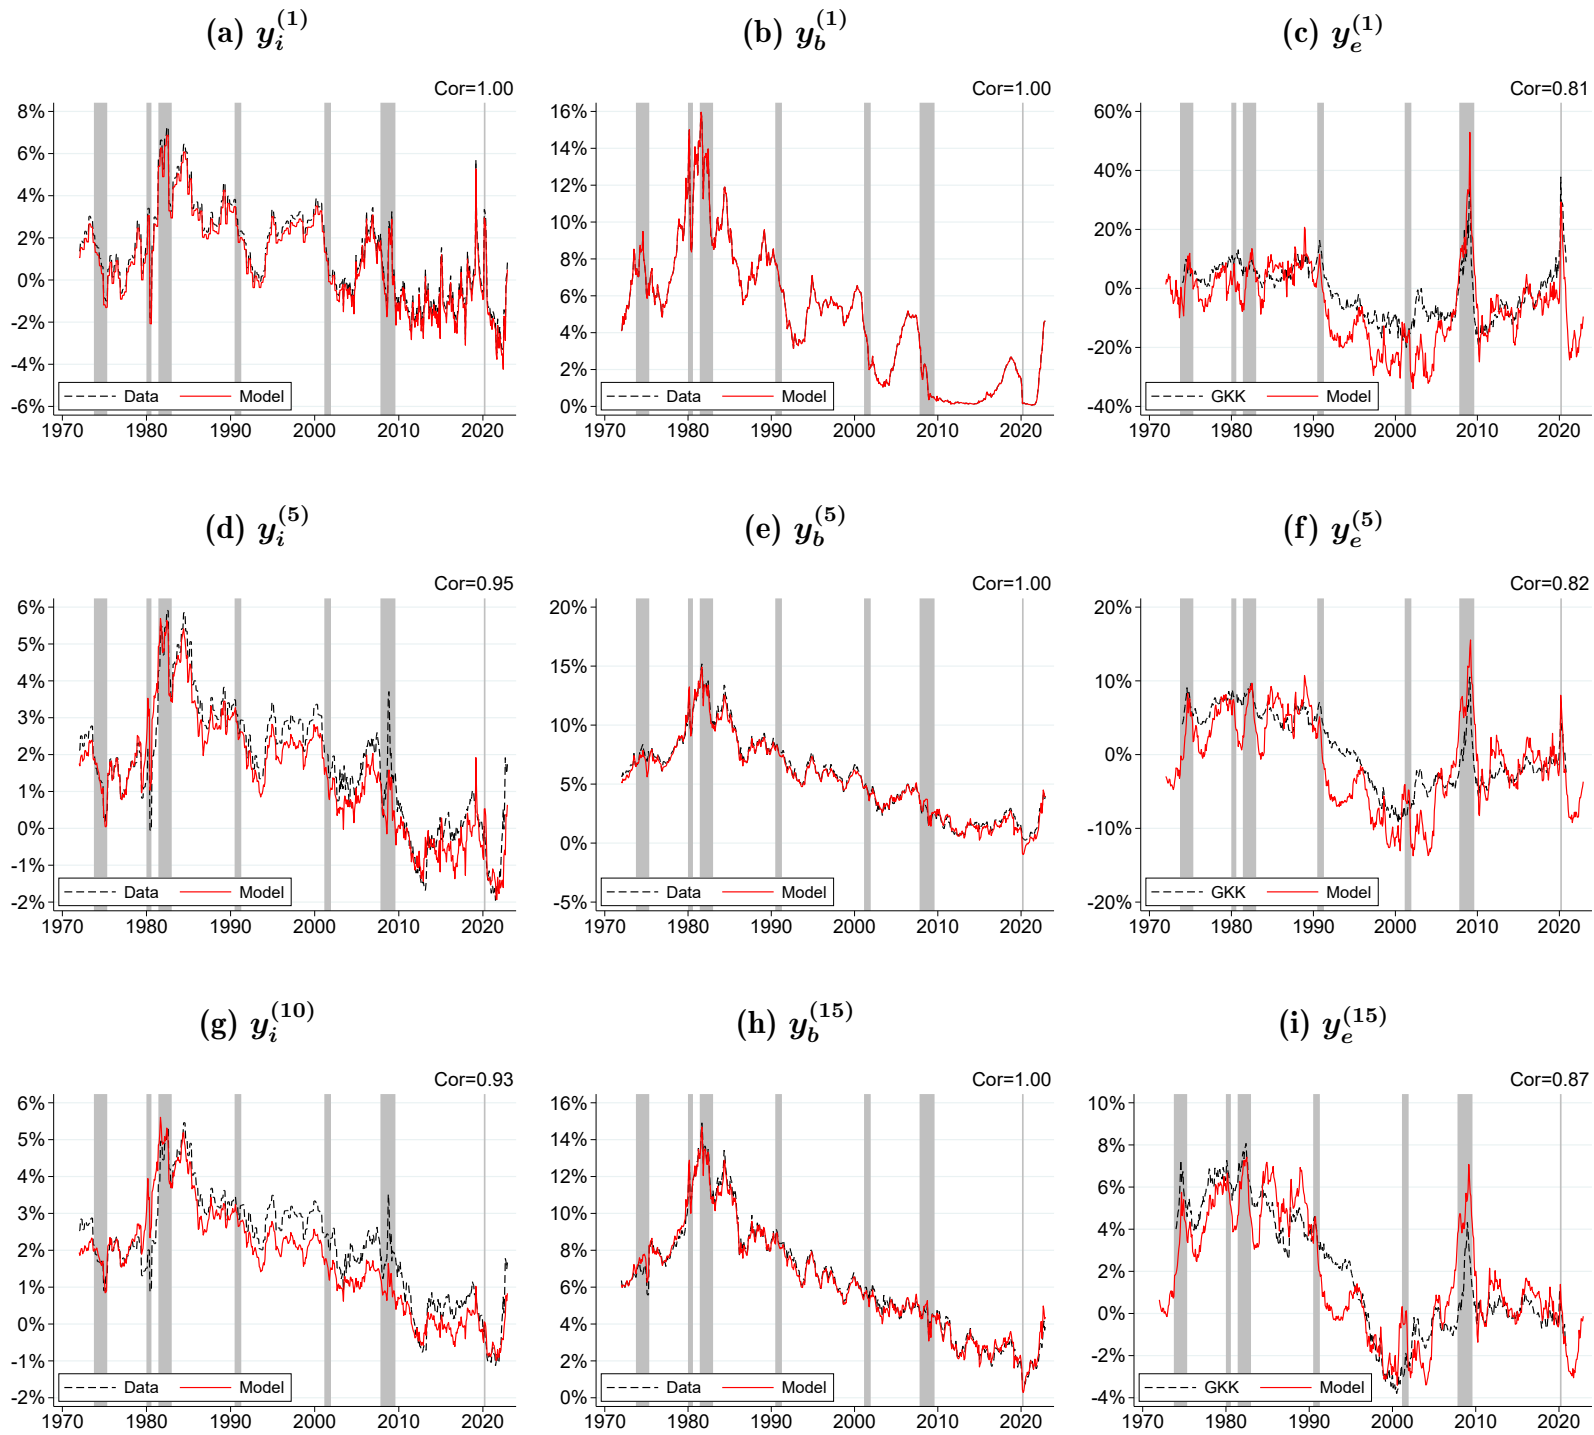 (a) y_i^(1)
Cor=1.00
8%
6%
4%
2%
0%
-2%
-4%
-6%
Data Model
1970 1980 1990 2000 2010 2020
(b) y_b^(1)
Cor=1.00
16%
14%
12%
10%
8%
6%
4%
2%
0%
Data Model
1970 1980 1990 2000 2010 2020
(c) y_e^(1)
Cor=0.81
60%
40%
20%
0%
-20%
-40%
GKK Model
1970 1980 1990 2000 2010 2020
(d) y_i^(5)
Cor=0.95
6%
5%
4%
3%
2%
1%
0%
-1%
-2%
Data Model
1970 1980 1990 2000 2010 2020
(e) y_b^(5)
Cor=1.00
20%
15%
10%
5%
0%
-5%
Data Model
1970 1980 1990 2000 2010 2020
(f) y_e^(5)
Cor=0.82
20%
10%
0%
-10%
-20%
GKK Model
1970 1980 1990 2000 2010 2020
(g) y_i^(10)
Cor=0.93
6%
5%
4%
3%
2%
1%
0%
-1%
-2%
Data Model
1970 1980 1990 2000 2010 2020
(h) y_b^(15)
Cor=1.00
16%
14%
12%
10%
8%
6%
4%
2%
0%
Data Model
1970 1980 1990 2000 2010 2020
(i) y_e^(15)
Cor=0.87
10%
8%
6%
4%
2%
0%
-2%
-4%
GKK Model
1970 1980 1990 2000 2010 2020